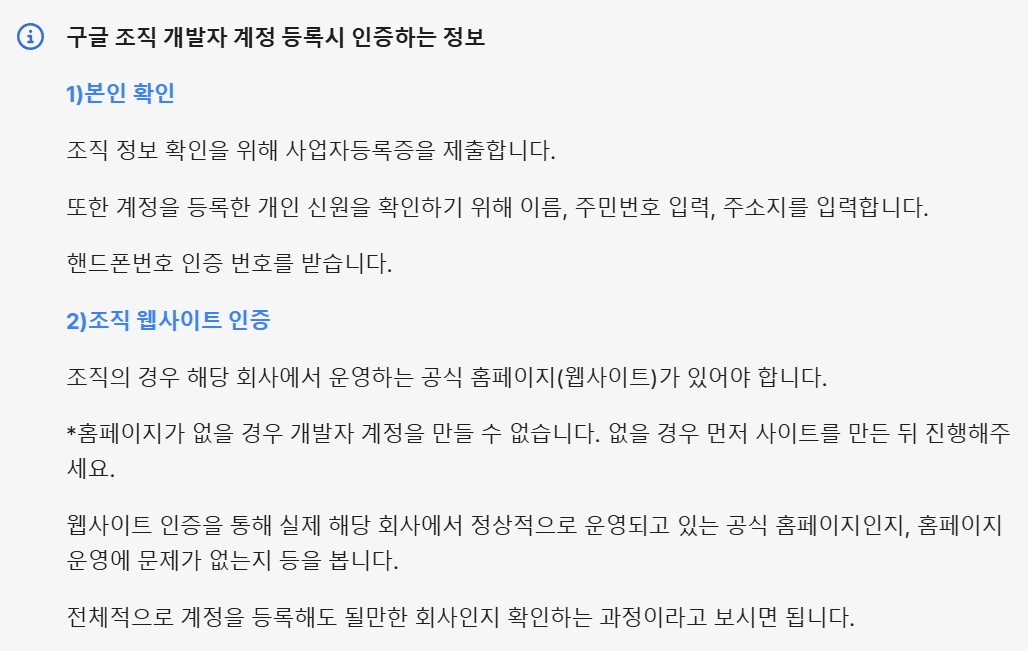 구글 조직 개발자 계정 등록시 인증하는 정보
1)본인 확인
조직 정보 확인을 위해 사업자등록증을 제출합니다.
또한 계정을 등록한 개인 신원을 확인하기 위해 이름, 주민번호 입력, 주소지를 입력합니다.
핸드폰번호 인증 번호를 받습니다.
2)조직 웹사이트 인증
조직의 경우 해당 회사에서 운영하는 공식 홈페이지(웹사이트)가 있어야 합니다.
*홈페이지가 없을 경우 개발자 계정을 만들 수 없습니다. 없을 경우 먼저 사이트를 만든 뒤 진행해주
세요.
웹사이트 인증을 통해 실제 해당 회사에서 정상적으로 운영되고 있는 공식 홈페이지인지, 홈페이지
운영에 문제가 없는지 등을 봅니다.
전체적으로 계정을 등록해도 될만한 회사인지 확인하는 과정이라고 보시면 됩니다.